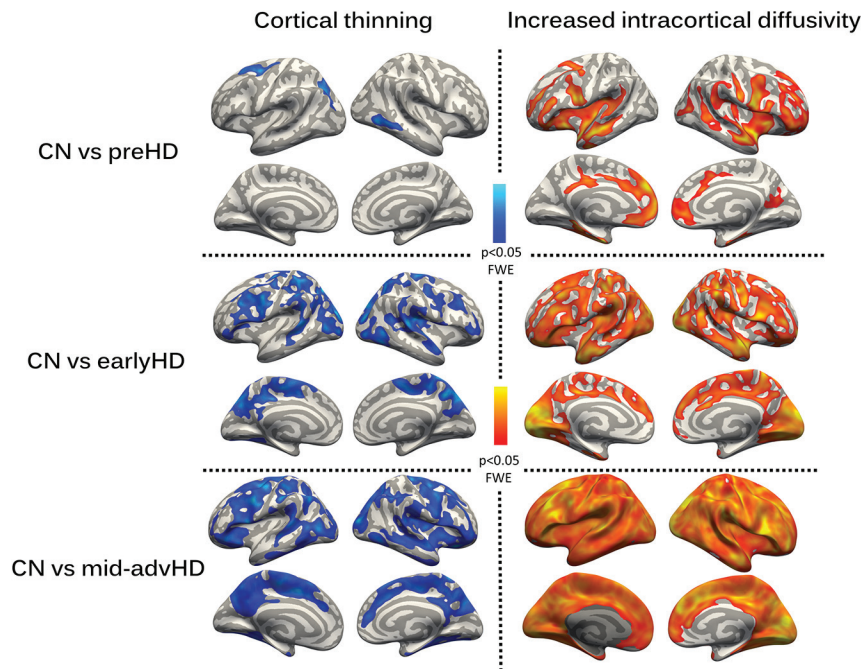 Cortical thinning
Increased intracortical diffusivity
CN vs preHD
p<0.05
FWE
CN vs earlyHD
p<0.05
FWE
CN vs mid-advHD